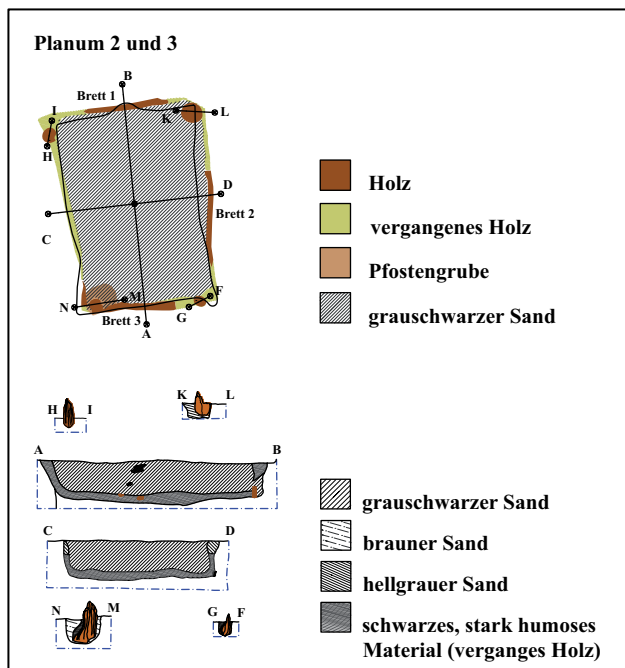 Planum 2 und 3
B
Brett 1
I
K
L
H
D
C
Brett 2
N
M
F
Brett 3
G
A
Holz
vergangenes Holz
Pfostengrube
grauschwarzer Sand
H I
K L
A B
C D
N M
G F
grauschwarzer Sand
brauner Sand
hellgrauer Sand
schwarzes, stark humoses
Material (verganges Holz)